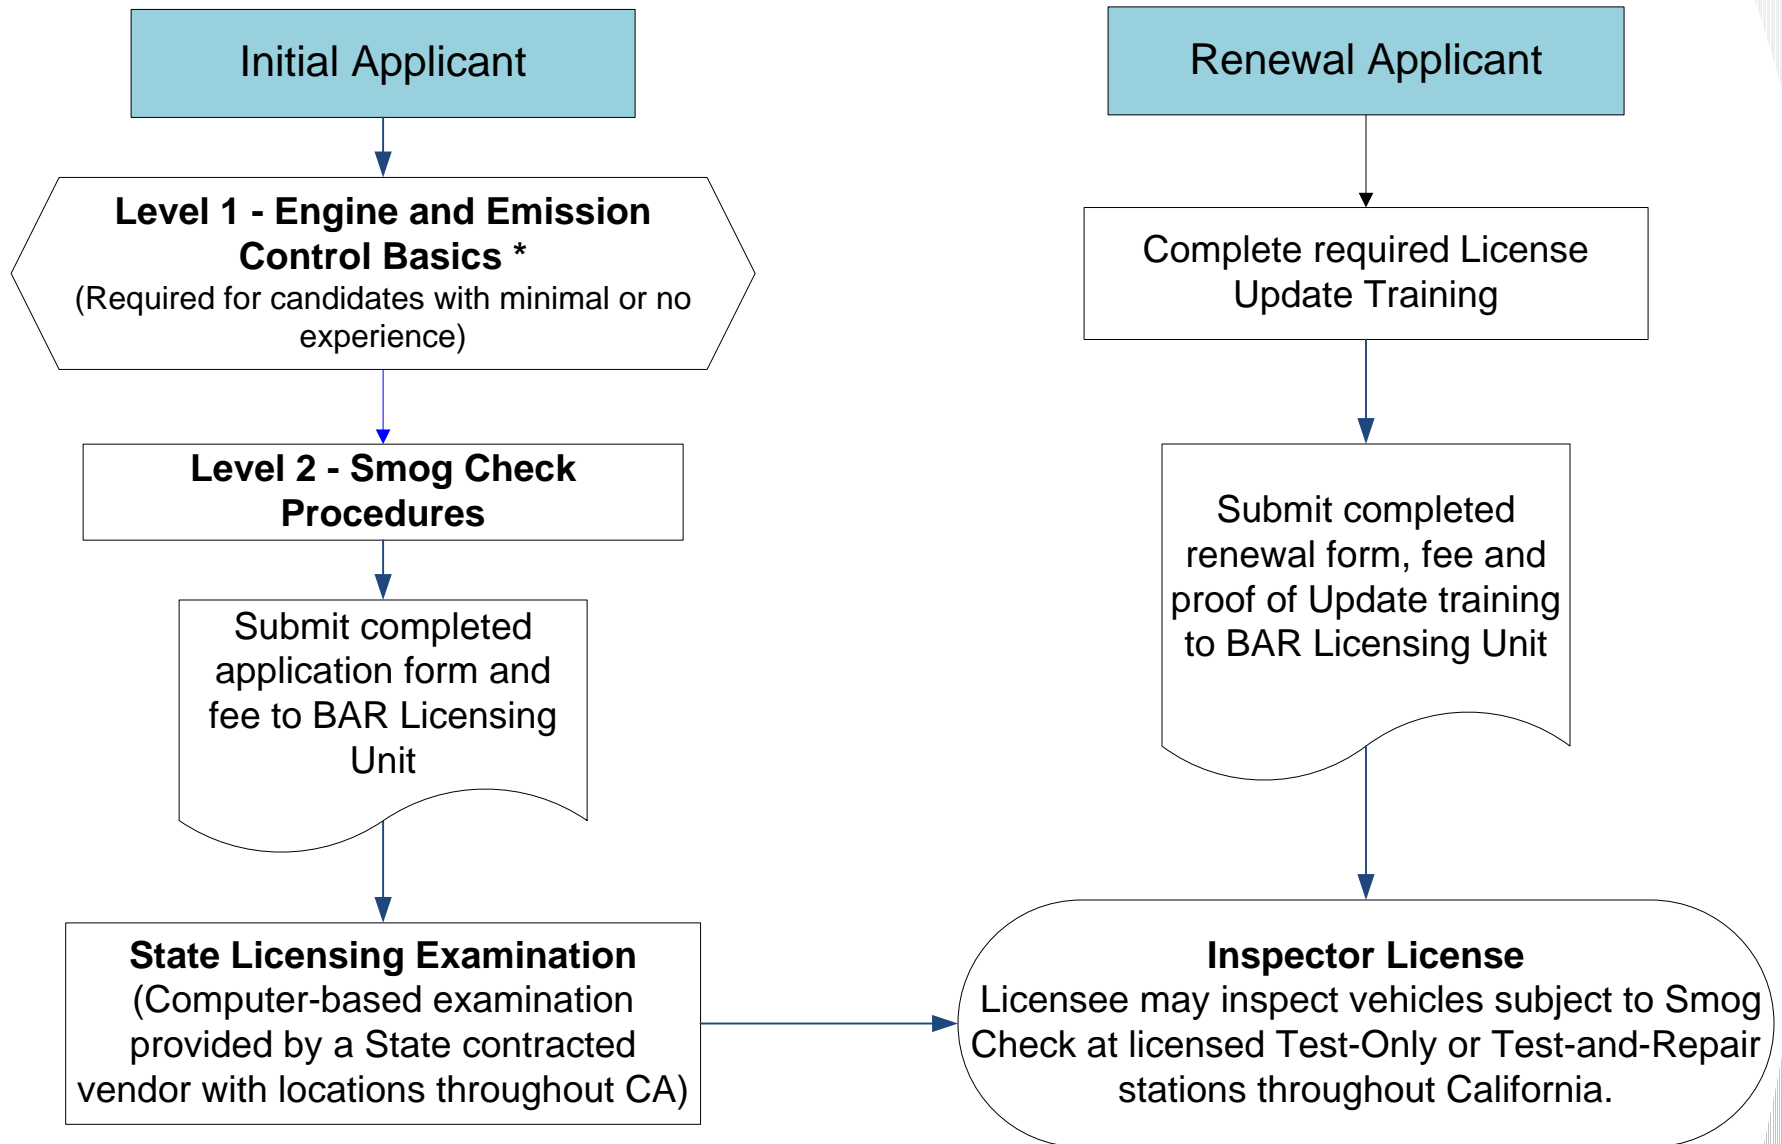 Initial Applicant
Level 1 - Engine and Emission
Control Basics *
(Required for candidates with minimal or no
experience)
Level 2 - Smog Check
Procedures
Submit completed
application form and
fee to BAR Licensing
Unit
State Licensing Examination
(Computer-based examination
provided by a State contracted
vendor with locations throughout CA)
Renewal Applicant
Complete required License
Update Training
Submit completed
renewal form, fee and
proof of Update training
to BAR Licensing Unit
Inspector License
Licensee may inspect vehicles subject to Smog
Check at licensed Test-Only or Test-and-Repair
stations throughout California.